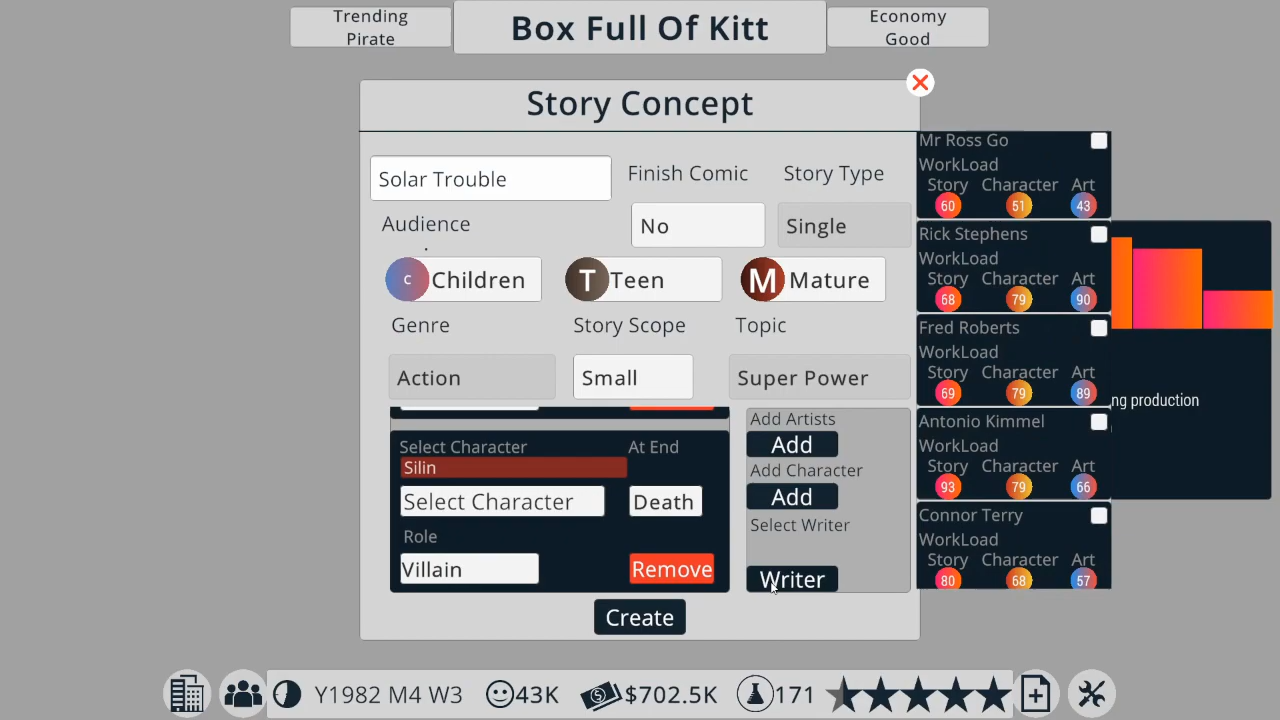 Trending
Pirate
Box Full Of Kitt
Economy
Good
Story Concept
Solar Trouble
Finish Comic
Story Type
Audience
No
Single
C
Children
T
Teen
M
Mature
Genre
Story Scope
Topic
Action
Small
Super Power
Select Character
At End
Silin
Select Character
Death
Role
Villain
Remove
Add Artists
Add
Add Character
Add
Select Writer
Writer
Create
Mr Ross Go
WorkLoad
Story Character Art
60 51 43
Rick Stephens
WorkLoad
Story Character Art
68 79 90
Fred Roberts
WorkLoad
Story Character Art
69 79 89
Antonio Kimmel
WorkLoad
Story Character Art
93 79 66
Connor Terry
WorkLoad
Story Character Art
80 68 57
ng production
Y1982 M4 W3
43K
$702.5K
171